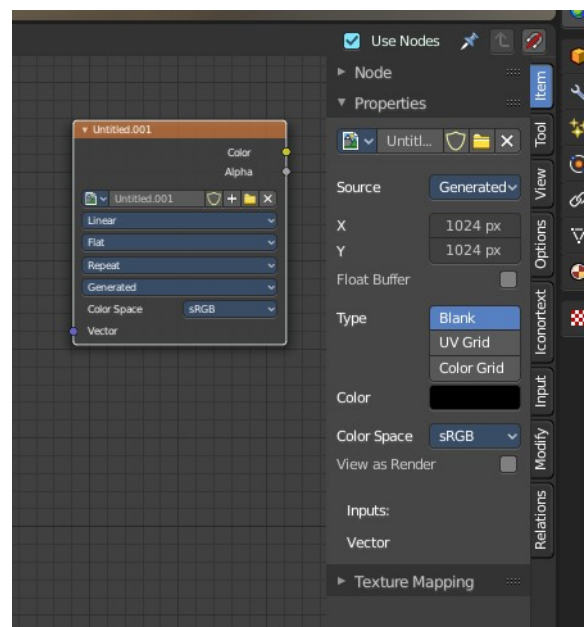 Use Nodes
Node
Properties
Untitl...
Source Generated
X 1024 px
Y 1024 px
Float Buffer
Type Blank
UV Grid
Color Grid
Color
Color Space sRGB
View as Render
Inputs:
Vector
Texture Mapping
Item
Tool
View
Options
Iconortext
Input
Modify
Relations
Untitled.001
Color
Alpha
Untitled.001
Linear
Flat
Repeat
Generated
Color Space sRGB
Vector